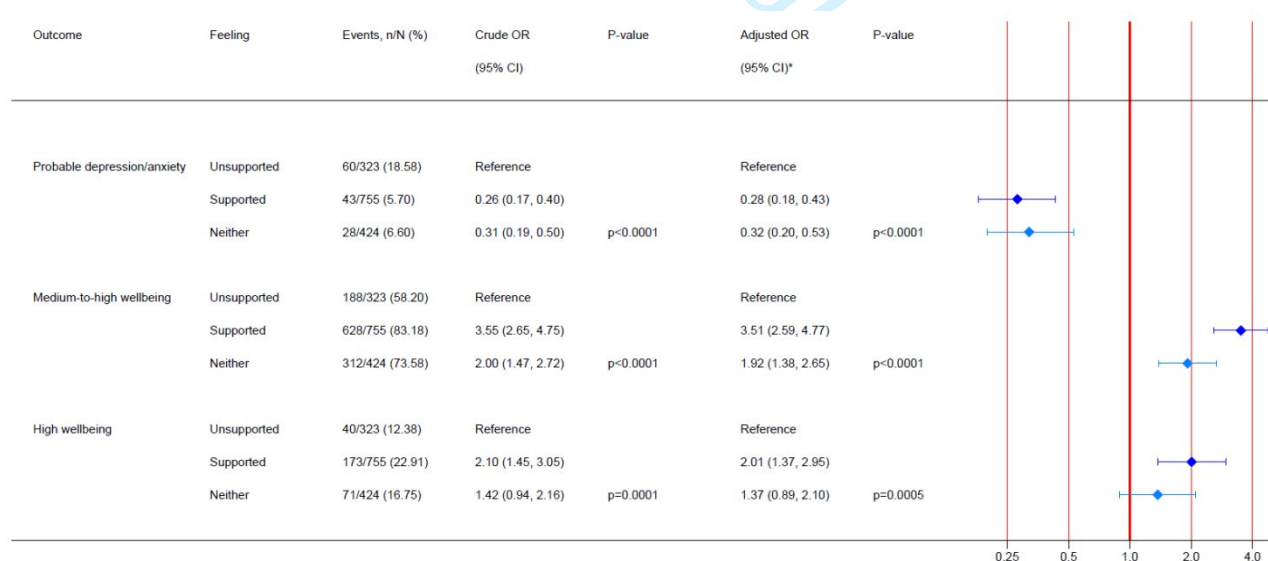 Outcome Feeling Events, n/N (%) Crude OR P-value Adjusted OR P-value
(95% CI) (95% CI)*
Probable depression/anxiety Unsupported 60/323 (18.58) Reference Reference
Supported 43/755 (5.70) 0.26 (0.17, 0.40) 0.28 (0.18, 0.43)
Neither 28/424 (6.60) 0.31 (0.19, 0.50) p<0.0001 0.32 (0.20, 0.53) p<0.0001
Medium-to-high wellbeing Unsupported 188/323 (58.20) Reference Reference
Supported 628/755 (83.18) 3.55 (2.65, 4.75) 3.51 (2.59, 4.77)
Neither 312/424 (73.58) 2.00 (1.47, 2.72) p<0.0001 1.92 (1.38, 2.65) p<0.0001
High wellbeing Unsupported 40/323 (12.38) Reference Reference
Supported 173/755 (22.91) 2.10 (1.45, 3.05) 2.01 (1.37, 2.95)
Neither 71/424 (16.75) 1.42 (0.94, 2.16) p=0.0001 1.37 (0.89, 2.10) p=0.0005
0.25 0.5 1.0 2.0 4.0